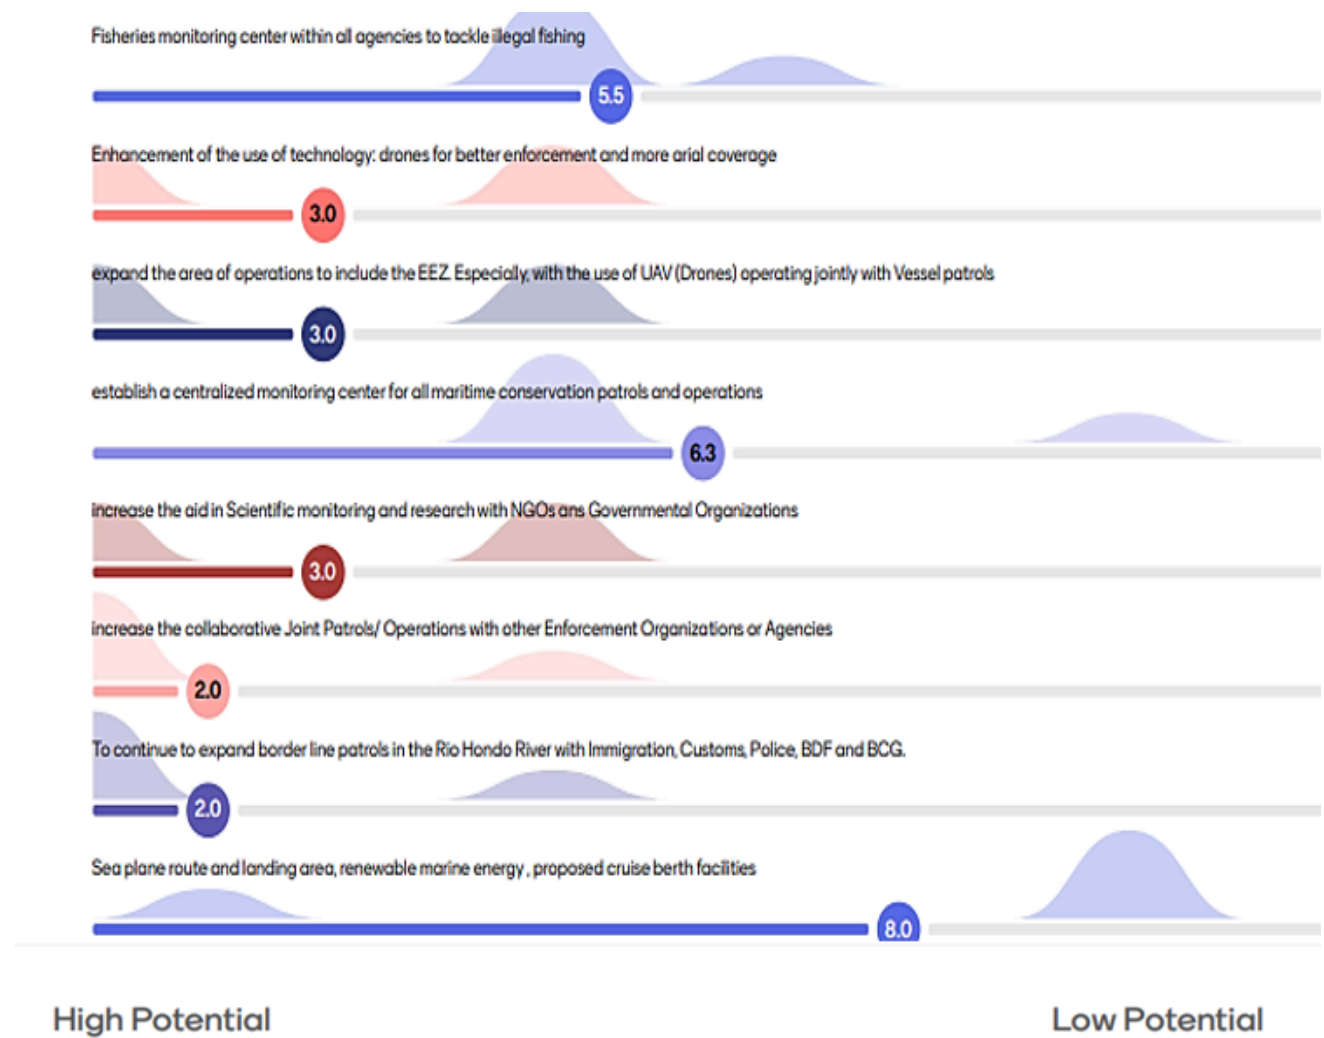 Fisheries monitoring center within all agencies to tackle illegal fishing
5.5
Enhancement of the use of technology: drones for better enforcement and more arial coverage
3.0
expand the area of operations to include the EEZ. Especially, with the use of UAV (Drones) operating jointly with Vessel patrols
3.0
establish a centralized monitoring center for all maritime conservation patrols and operations
6.3
increase the aid in Scientific monitoring and research with NGOs ans Governmental Organizations
3.0
increase the collaborative Joint Patrols/ Operations with other Enforcement Organizations or Agencies
2.0
To continue to expand border line patrols in the Rio Hondo River with Immigration, Customs, Police, BDF and BCG.
2.0
Sea plane route and landing area, renewable marine energy , proposed cruise berth facilities
8.0
High Potential
Low Potential